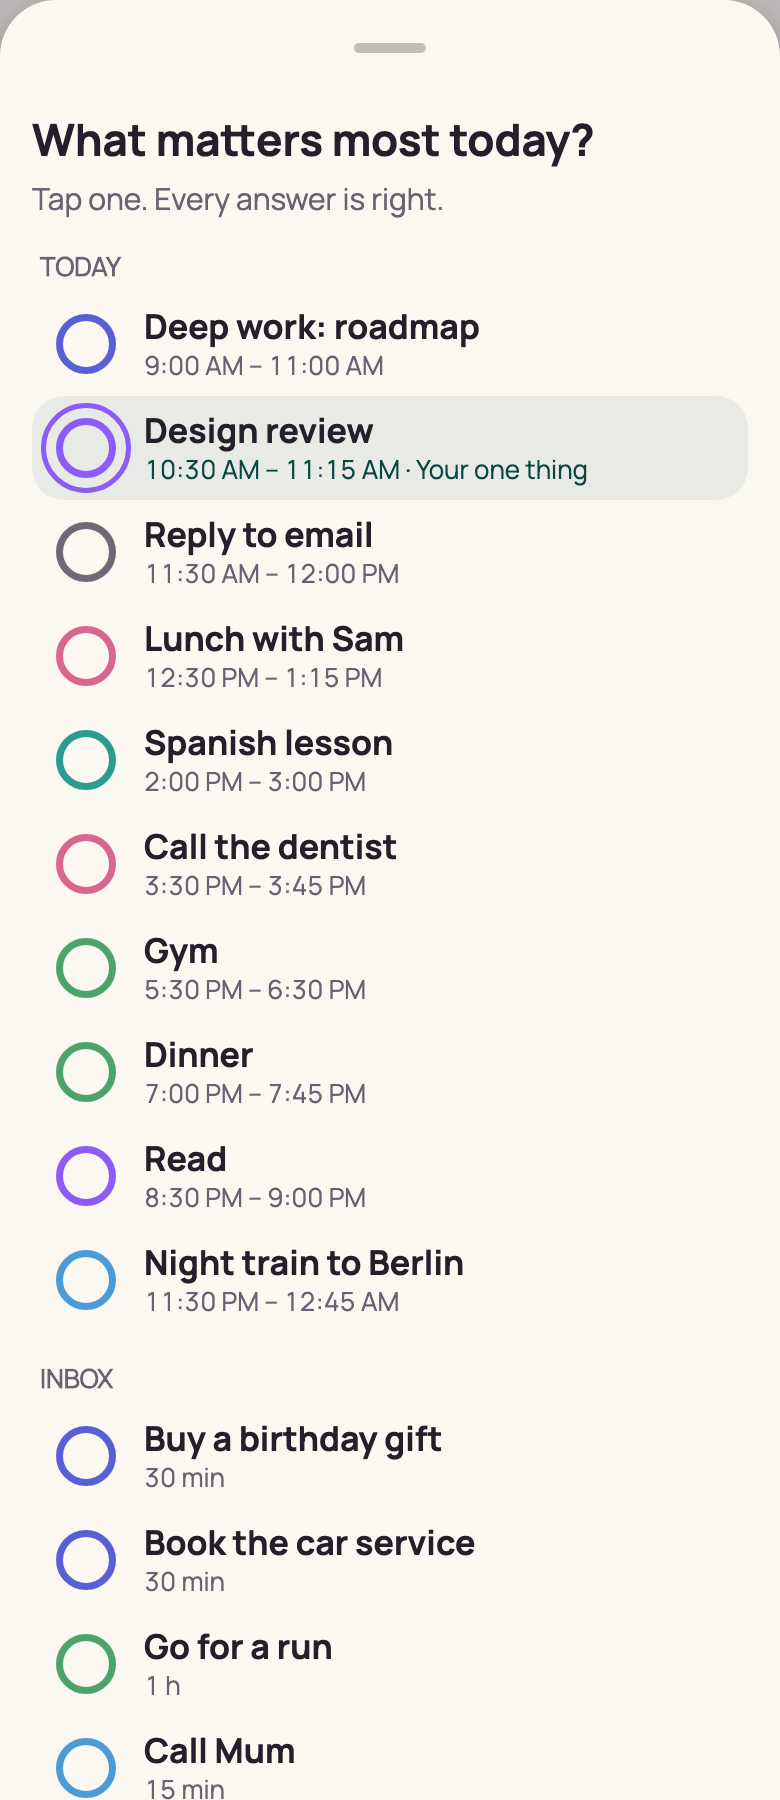 What matters most today?
Tap one. Every answer is right.
TODAY
Deep work: roadmap
9:00 AM – 11:00 AM
Design review
10:30 AM – 11:15 AM · Your one thing
Reply to email
11:30 AM – 12:00 PM
Lunch with Sam
12:30 PM – 1:15 PM
Spanish lesson
2:00 PM – 3:00 PM
Call the dentist
3:30 PM – 3:45 PM
Gym
5:30 PM – 6:30 PM
Dinner
7:00 PM – 7:45 PM
Read
8:30 PM – 9:00 PM
Night train to Berlin
11:30 PM – 12:45 AM
INBOX
Buy a birthday gift
30 min
Book the car service
30 min
Go for a run
1 h
Call Mum
15 min